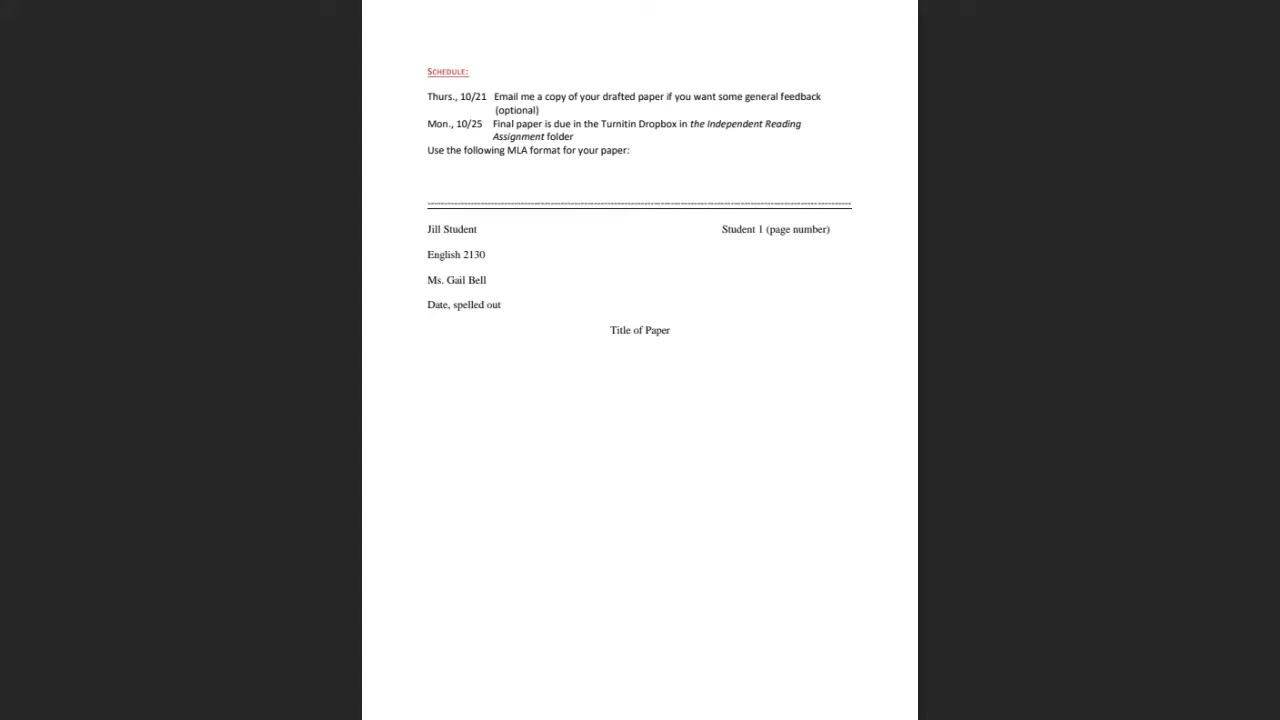 SCHEDULE:
Thurs., 10/21 Email me a copy of your drafted paper if you want some general feedback
(optional)
Mon., 10/25 Final paper is due in the Turnitin Dropbox in the Independent Reading
Assignment folder
Use the following MLA format for your paper:
Jill Student Student 1 (page number)
English 2130
Ms. Gail Bell
Date, spelled out
Title of Paper